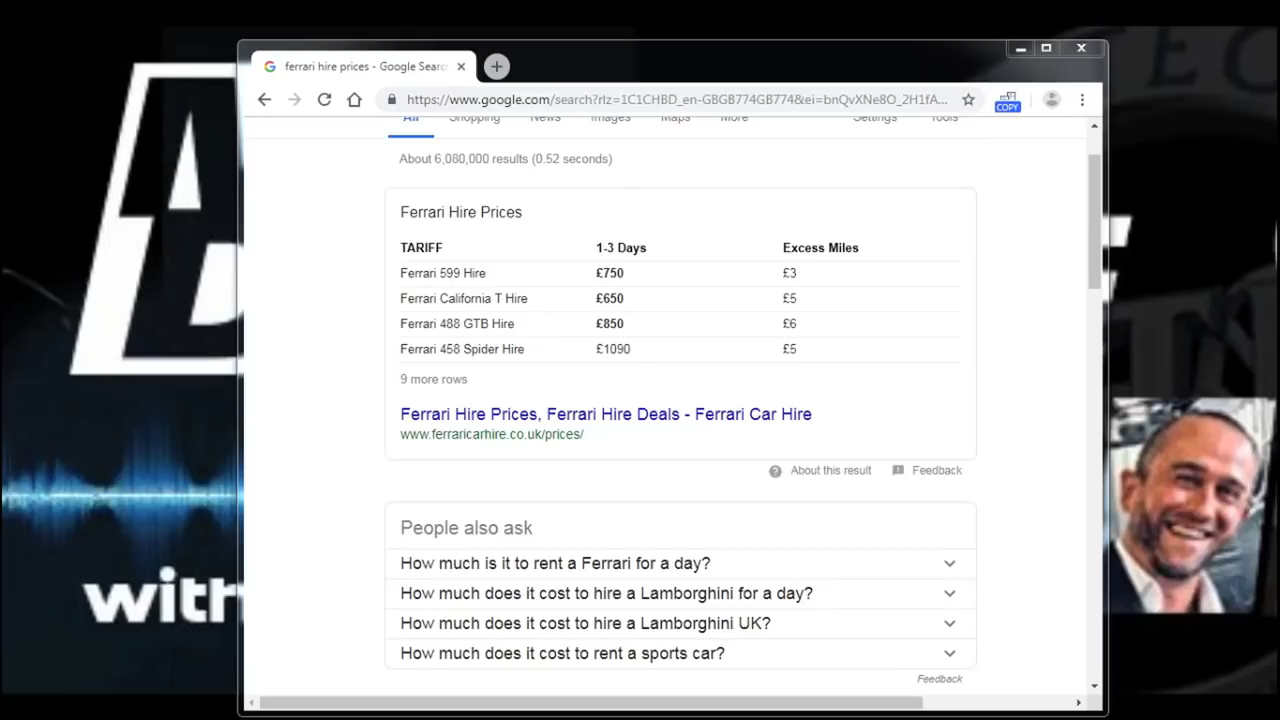 ferrari hire prices - Google Searc
https://www.google.com/search?rlz=1C1CHBD_en-GBGB774GB774&ei=bnQvXNe8O_2H1fA...
COPY
All Shopping News Images Maps More Settings Tools
About 6,080,000 results (0.52 seconds)
Ferrari Hire Prices
TARIFF 1-3 Days Excess Miles
Ferrari 599 Hire £750 £3
Ferrari California T Hire £650 £5
Ferrari 488 GTB Hire £850 £6
Ferrari 458 Spider Hire £1090 £5
9 more rows
Ferrari Hire Prices, Ferrari Hire Deals - Ferrari Car Hire
www.ferraricarhire.co.uk/prices/
About this result Feedback
People also ask
How much is it to rent a Ferrari for a day?
How much does it cost to hire a Lamborghini for a day?
How much does it cost to hire a Lamborghini UK?
How much does it cost to rent a sports car?
Feedback
with